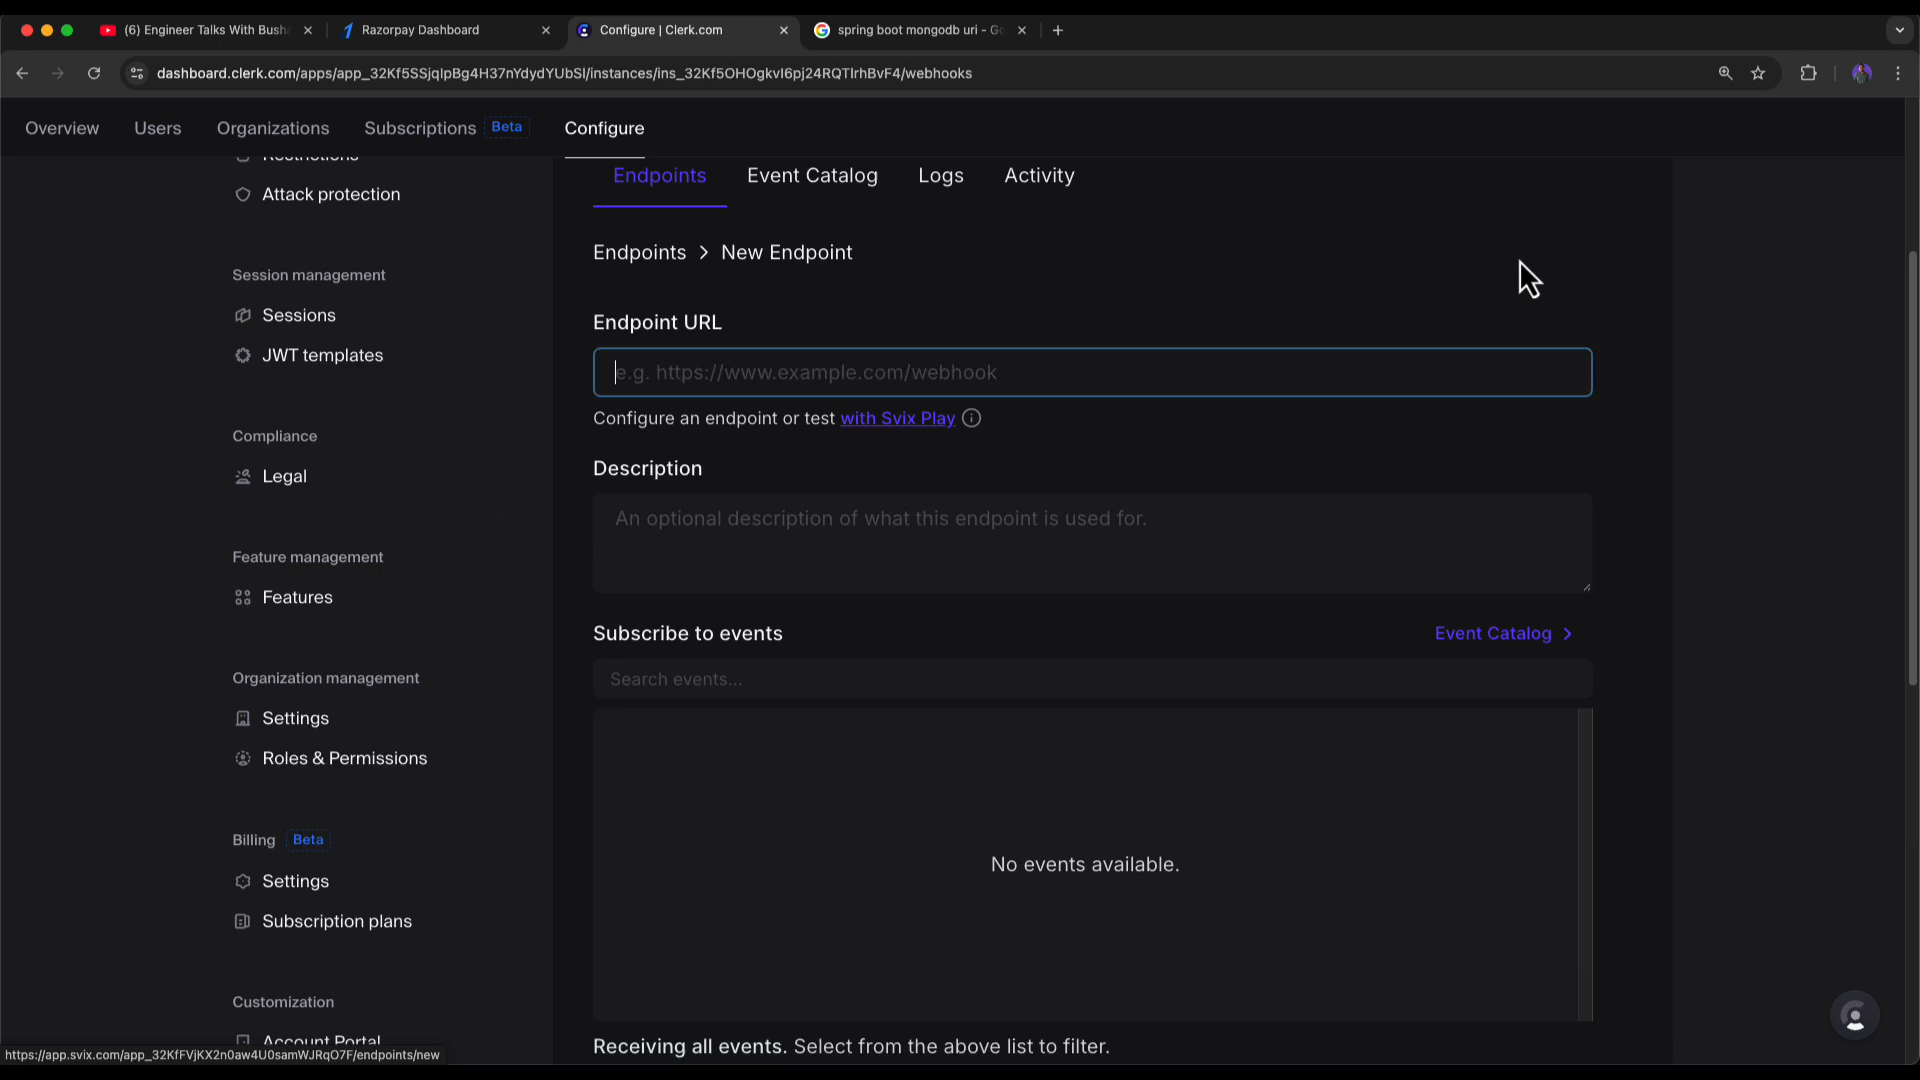 (6) Engineer Talks With Busha
Razorpay Dashboard
Configure | Clerk.com
spring boot mongodb uri - Go
dashboard.clerk.com/apps/app_32Kf5SSjqIpBg4H37nYdydYUbSI/instances/ins_32Kf5OHOgkvI6pj24RQTIrhBvF4/webhooks
Overview
Users
Organizations
Subscriptions
Beta
Configure
Restrictions
Attack protection
Session management
Sessions
JWT templates
Compliance
Legal
Feature management
Features
Organization management
Settings
Roles & Permissions
Billing
Beta
Settings
Subscription plans
Customization
Account Portal
Endpoints
Event Catalog
Logs
Activity
Endpoints > New Endpoint
Endpoint URL
e.g. https://www.example.com/webhook
Configure an endpoint or test with Svix Play
Description
An optional description of what this endpoint is used for.
Subscribe to events
Event Catalog >
Search events...
No events available.
Receiving all events. Select from the above list to filter.
https://app.svix.com/app_32KfFVjKX2n0aw4U0samWJRqO7F/endpoints/new